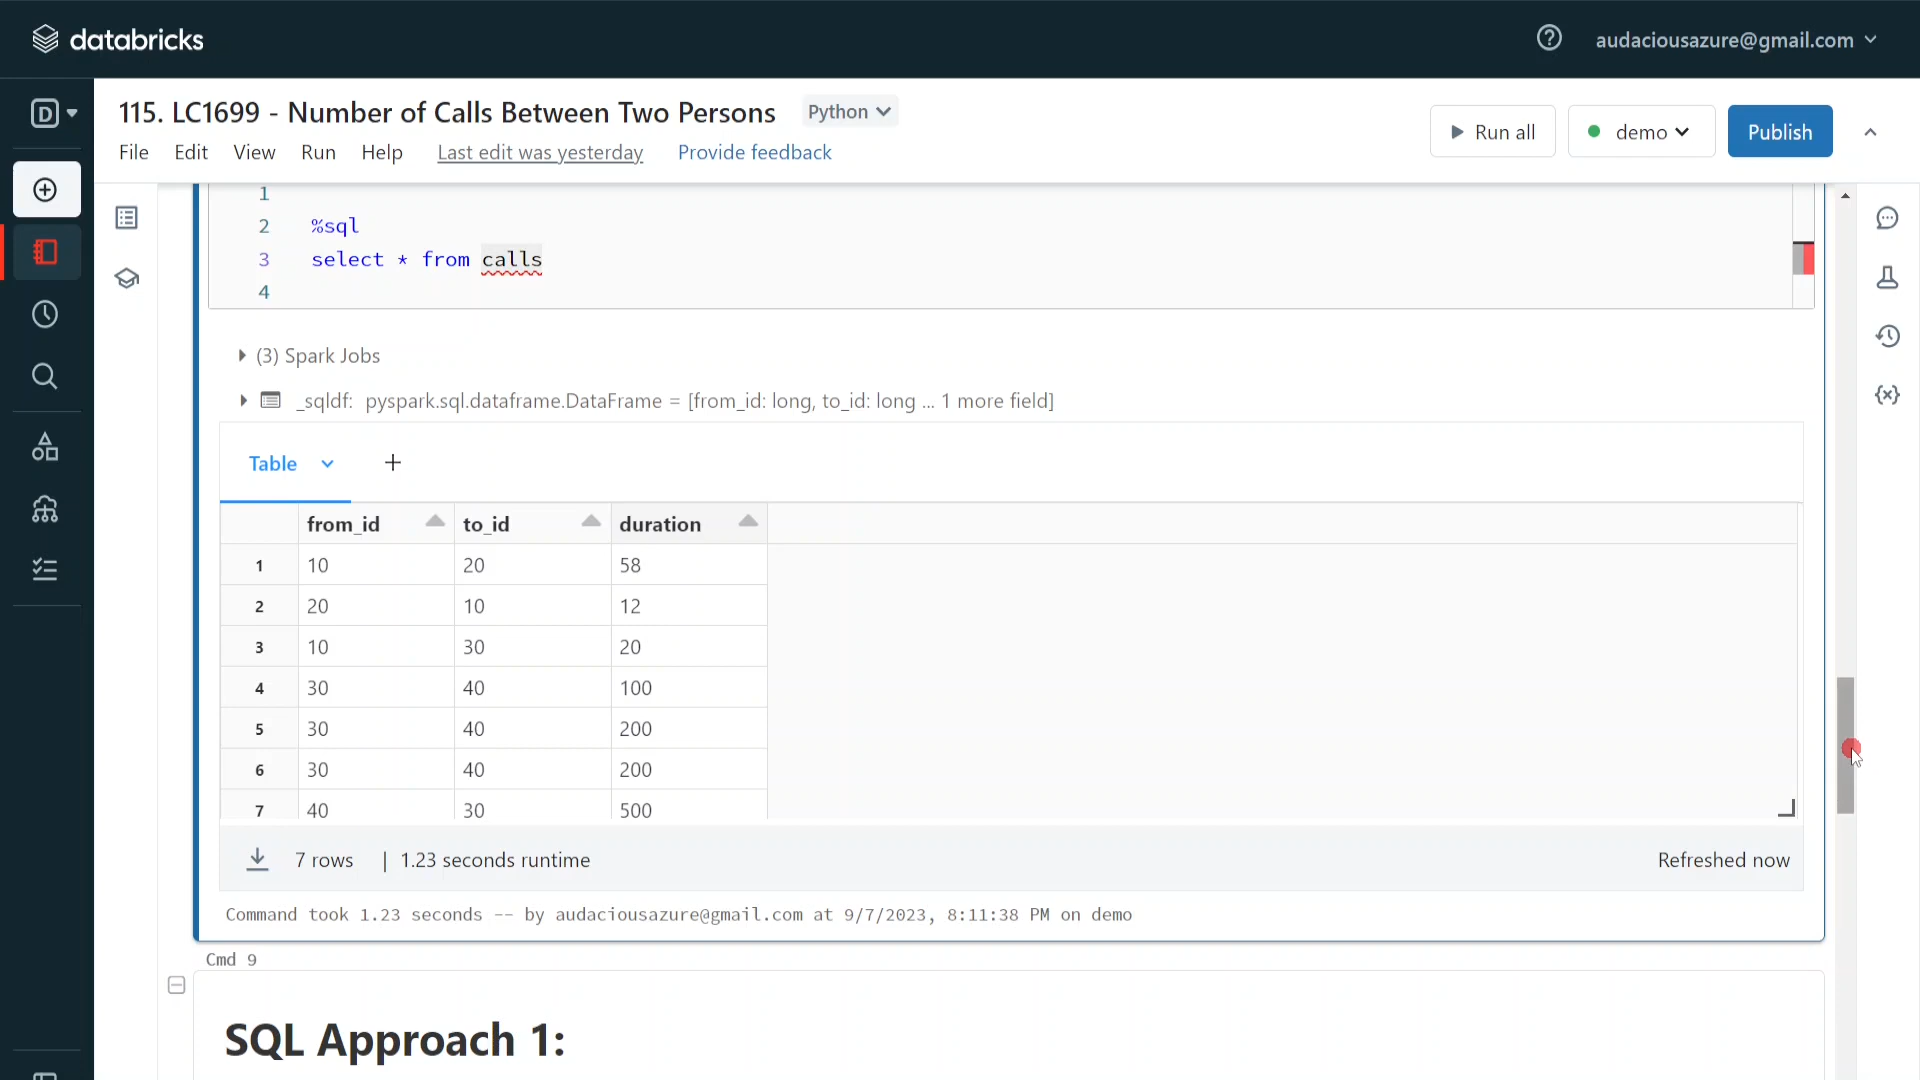 databricks
audaciousazure@gmail.com
D
115. LC1699 - Number of Calls Between Two Persons Python
File Edit View Run Help Last edit was yesterday Provide feedback
Run all demo Publish
1
2 %sql
3 select * from calls
4
(3) Spark Jobs
_sqldf: pyspark.sql.dataframe.DataFrame = [from_id: long, to_id: long ... 1 more field]
Table +
from_id to_id duration
1 10 20 58
2 20 10 12
3 10 30 20
4 30 40 100
5 30 40 200
6 30 40 200
7 40 30 500
7 rows | 1.23 seconds runtime Refreshed now
Command took 1.23 seconds -- by audaciousazure@gmail.com at 9/7/2023, 8:11:38 PM on demo
Cmd 9
SQL Approach 1: